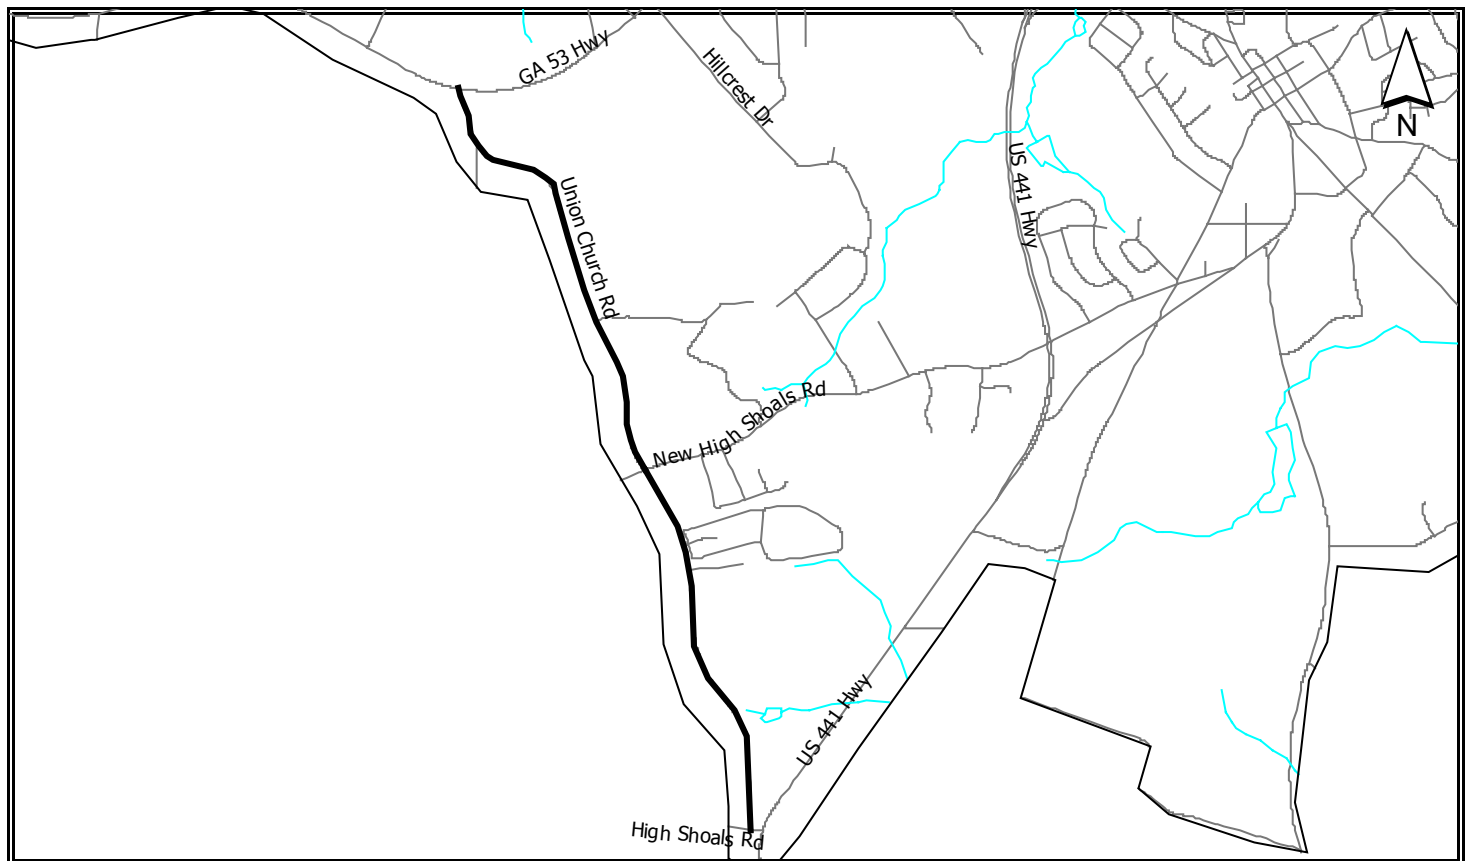 GA 53 Hwy
Hillcrest Dr
N
US 441 Hwy
Union Church Rd
New High Shoals Rd
US 441 Hwy
High Shoals Rd